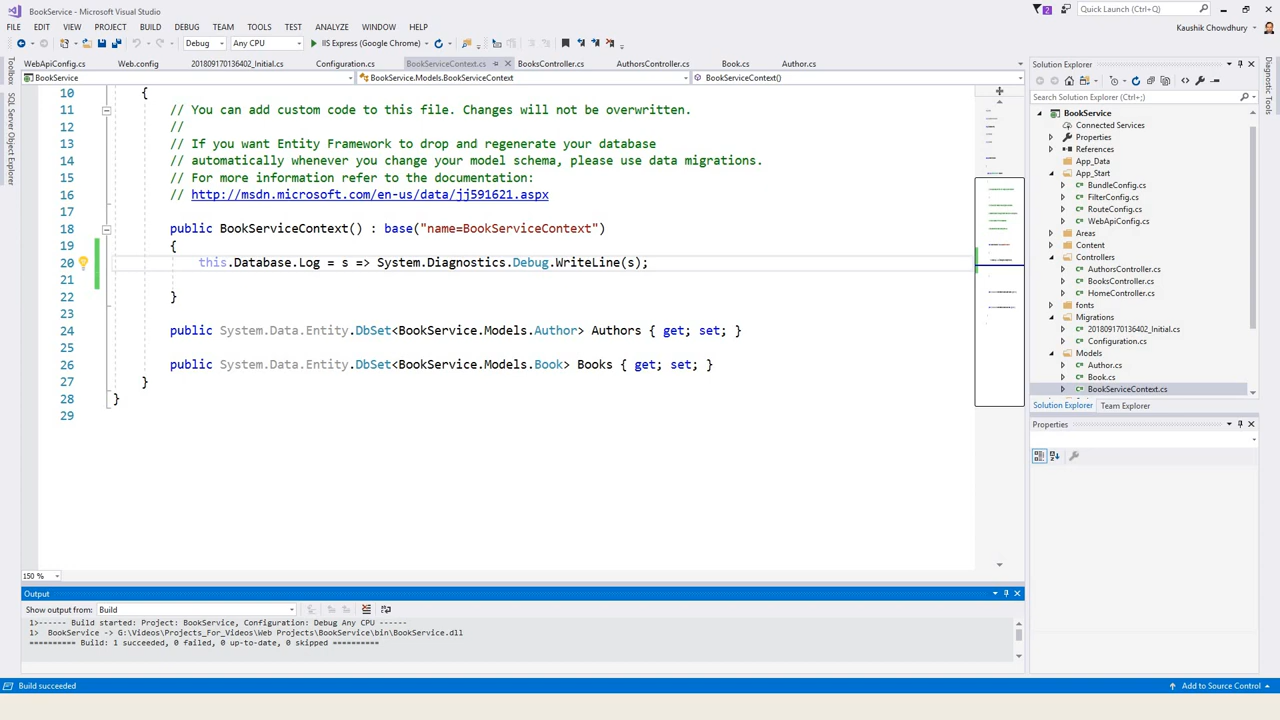 BookService - Microsoft Visual Studio
2
Quick Launch (Ctrl+Q)
FILE EDIT VIEW PROJECT BUILD DEBUG TEAM TOOLS TEST ANALYZE WINDOW HELP
Kaushik Chowdhury
Debug Any CPU IIS Express (Google Chrome)
WebApiConfig.cs Web.config 201809170136402_Initial.cs Configuration.cs BookServiceContext.cs BooksController.cs AuthorsController.cs Book.cs Author.cs
BookService BookService.Models.BookServiceContext BookServiceContext()
Toolbox
SQL Server Object Explorer
10 {
11 // You can add custom code to this file. Changes will not be overwritten.
12 //
13 // If you want Entity Framework to drop and regenerate your database
14 // automatically whenever you change your model schema, please use data migrations.
15 // For more information refer to the documentation:
16 // http://msdn.microsoft.com/en-us/data/jj591621.aspx
17
18 public BookServiceContext() : base("name=BookServiceContext")
19 {
20 this.Database.Log = s => System.Diagnostics.Debug.WriteLine(s);
21
22 }
23
24 public System.Data.Entity.DbSet<BookService.Models.Author> Authors { get; set; }
25
26 public System.Data.Entity.DbSet<BookService.Models.Book> Books { get; set; }
27 }
28 }
29
150 %
Output
Show output from: Build
1>------ Build started: Project: BookService, Configuration: Debug Any CPU ------
1> BookService -> G:\Videos\Projects_For_Videos\Web Projects\BookService\bin\BookService.dll
========== Build: 1 succeeded, 0 failed, 0 up-to-date, 0 skipped ==========
Solution Explorer
Search Solution Explorer (Ctrl+;)
BookService
Connected Services
Properties
References
App_Data
App_Start
BundleConfig.cs
FilterConfig.cs
RouteConfig.cs
WebApiConfig.cs
Areas
Content
Controllers
AuthorsController.cs
BooksController.cs
HomeController.cs
fonts
Migrations
201809170136402_Initial.cs
Configuration.cs
Models
Author.cs
Book.cs
BookServiceContext.cs
Solution Explorer Team Explorer
Properties
Diagnostic Tools
Build succeeded
Add to Source Control